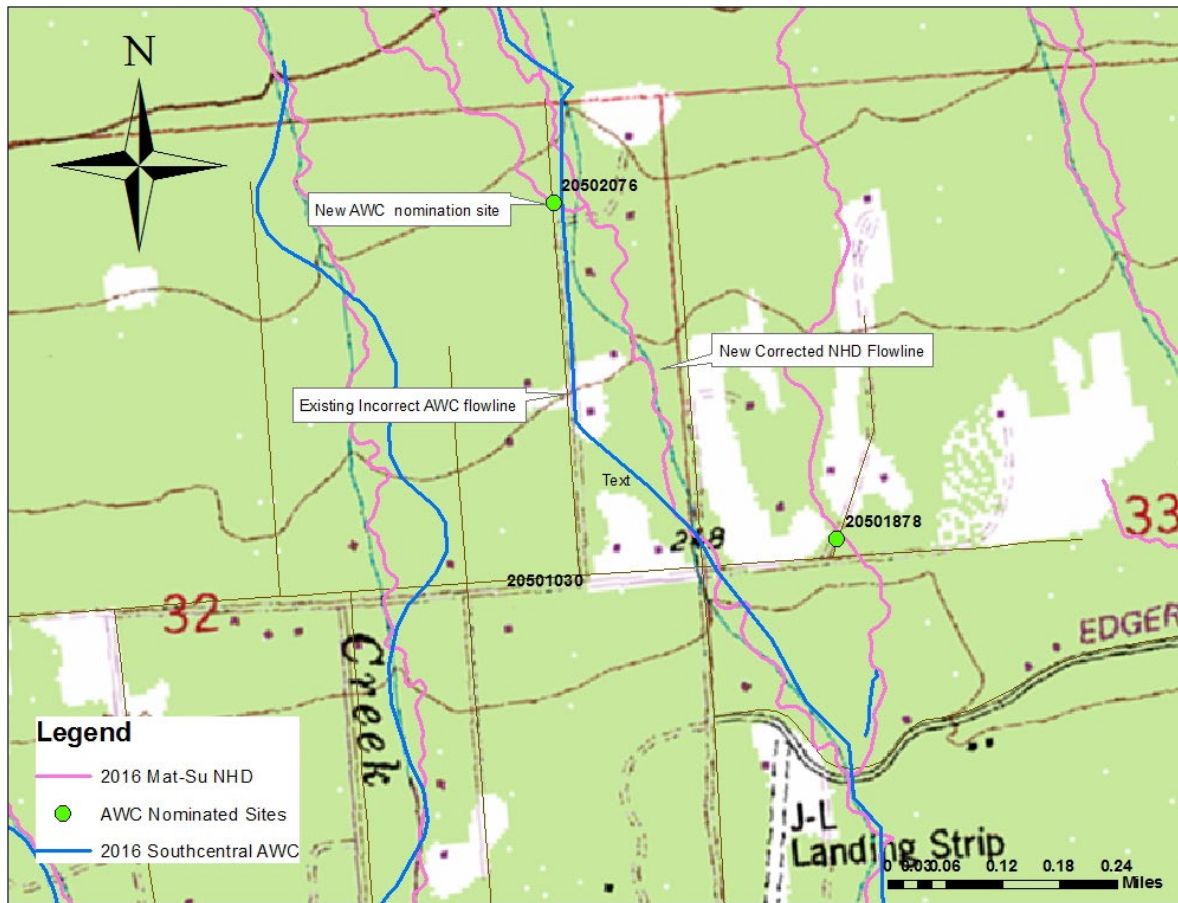 N
20502076
New AWC nomination site
New Corrected NHD Flowline
Existing Incorrect AWC flowline
Text
20501878
248
33
20501030
32
EDGER
Creek
Legend
2016 Mat-Su NHD
AWC Nominated Sites
2016 Southcentral AWC
J-L
Landing Strip
0 0.03 0.06 0.12 0.18 0.24
Miles